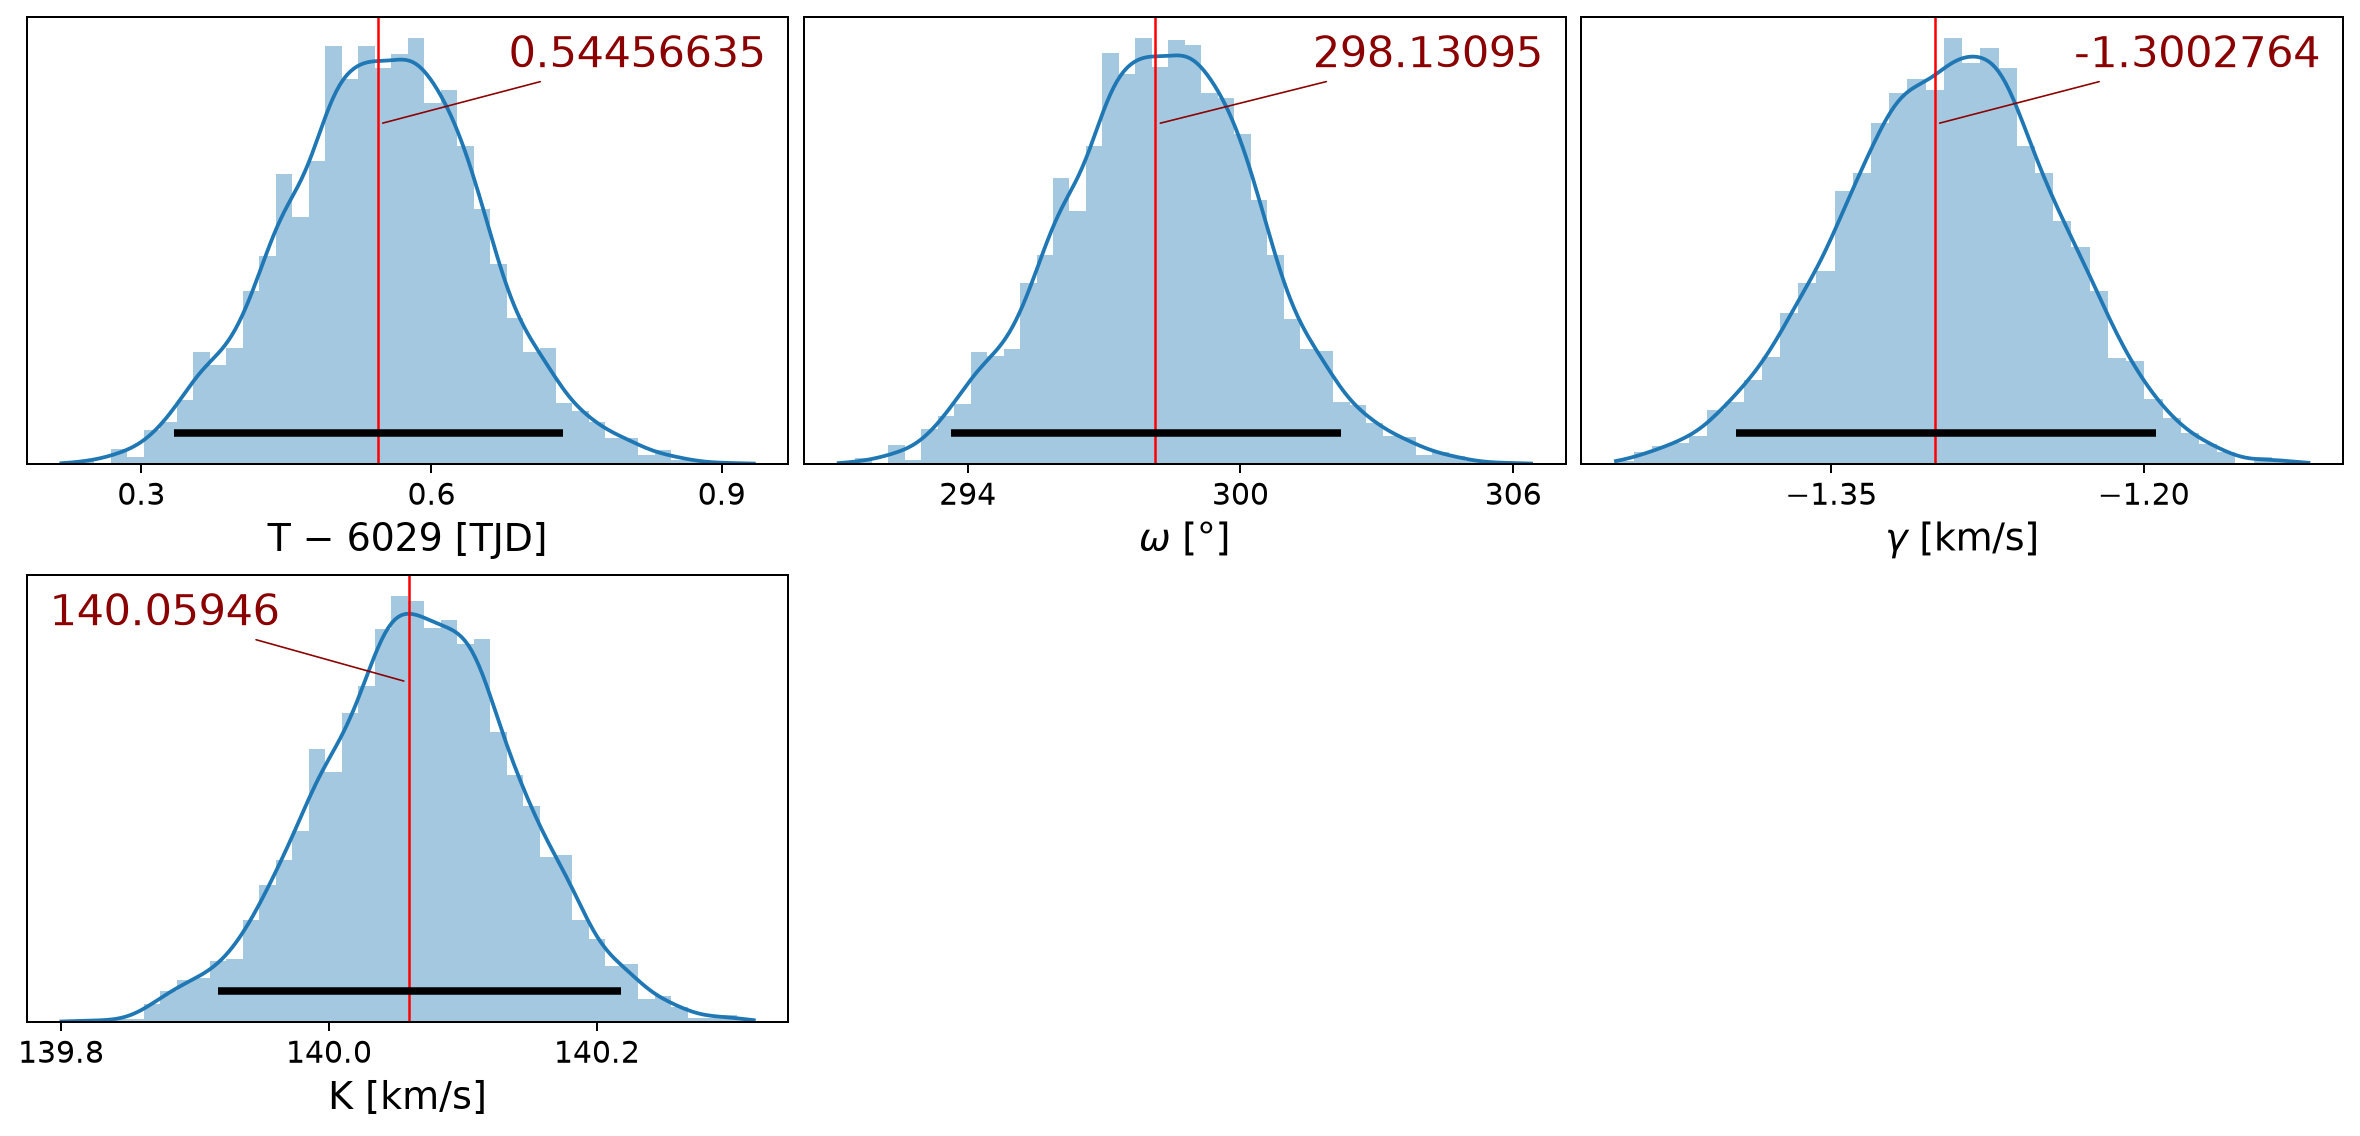 0.54456635
298.13095
-1.3002764
0.3 0.6 0.9
294 300 306
−1.35 −1.20
T − 6029 [TJD]
ω [°]
γ [km/s]
140.05946
139.8 140.0 140.2
K [km/s]